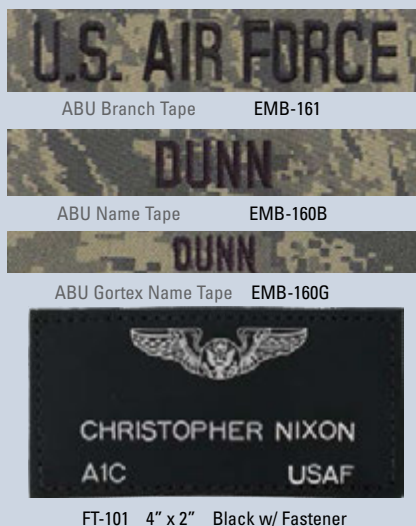 U.S. AIR FORCE
ABU Branch Tape EMB-161
DUNN
ABU Name Tape EMB-160B
DUNN
ABU Gortex Name Tape EMB-160G
CHRISTOPHER NIXON
A1C USAF
FT-101 4” x 2” Black w/ Fastener